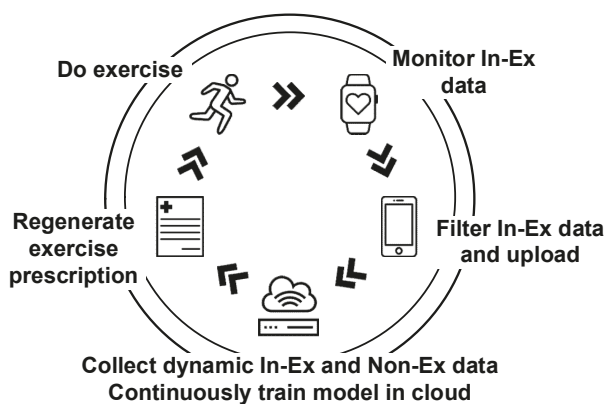 Do exercise
Monitor In-Ex
data
Filter In-Ex data
and upload
Collect dynamic In-Ex and Non-Ex data
Continuously train model in cloud
Regenerate
exercise
prescription